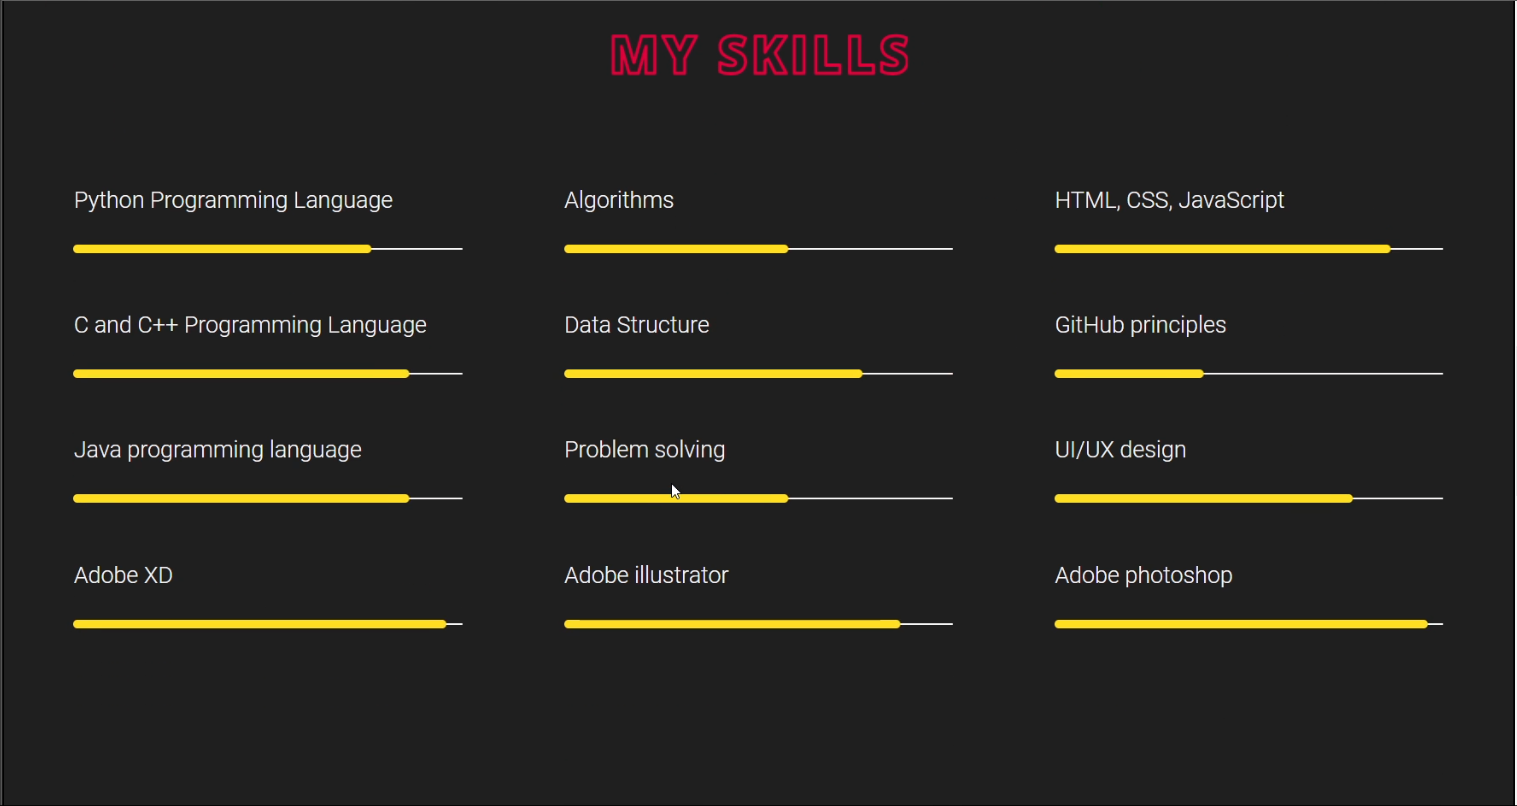 MY SKILLS
Python Programming Language
Algorithms
HTML, CSS, JavaScript
C and C++ Programming Language
Data Structure
GitHub principles
Java programming language
Problem solving
UI/UX design
Adobe XD
Adobe illustrator
Adobe photoshop